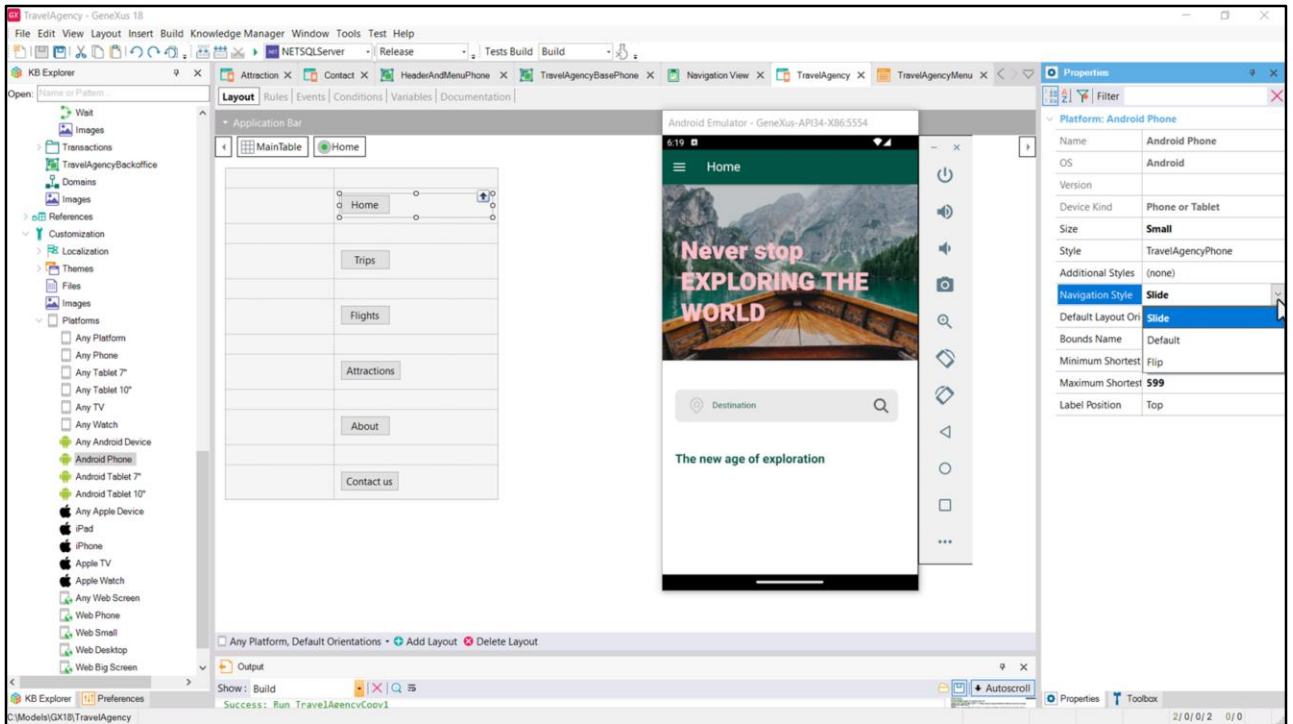 TravelAgency - GeneXus 18
File Edit View Layout Insert Build Knowledge Manager Window Tools Test Help
NETSQLServer Release Tests Build Build
KB Explorer
Open: Name or Pattern...
Wait
Images
Transactions
TravelAgencyBackoffice
Domains
Images
References
Customization
Localization
Themes
Files
Images
Platforms
Any Platform
Any Phone
Any Tablet 7"
Any Tablet 10"
Any TV
Any Watch
Any Android Device
Android Phone
Android Tablet 7"
Android Tablet 10"
Any Apple Device
iPad
iPhone
Apple TV
Apple Watch
Any Web Screen
Web Phone
Web Small
Web Desktop
Web Big Screen
KB Explorer Preferences
C:\Models\GX18\TravelAgency
Attraction X Contact X HeaderAndMenuPhone X TravelAgencyBasePhone X Navigation View X TravelAgency X TravelAgencyMenu X
Layout Rules Events Conditions Variables Documentation
Application Bar
MainTable Home
Home
Trips
Flights
Attractions
About
Contact us
Android Emulator - GeneXus-API34-X86:5554
6:19
Home
Never stop
EXPLORING THE
WORLD
Destination
The new age of exploration
Any Platform, Default Orientations Add Layout Delete Layout
Output
Show: Build Autoscroll
Success: Run TravelAgencyCopy1
Properties
Filter
Platform: Android Phone
Name Android Phone
OS Android
Version
Device Kind Phone or Tablet
Size Small
Style TravelAgencyPhone
Additional Styles (none)
Navigation Style Slide
Default Layout Ori Slide
Bounds Name Default
Minimum Shortest Flip
Maximum Shortest 599
Label Position Top
Properties Toolbox
2/0/0/2 0/0